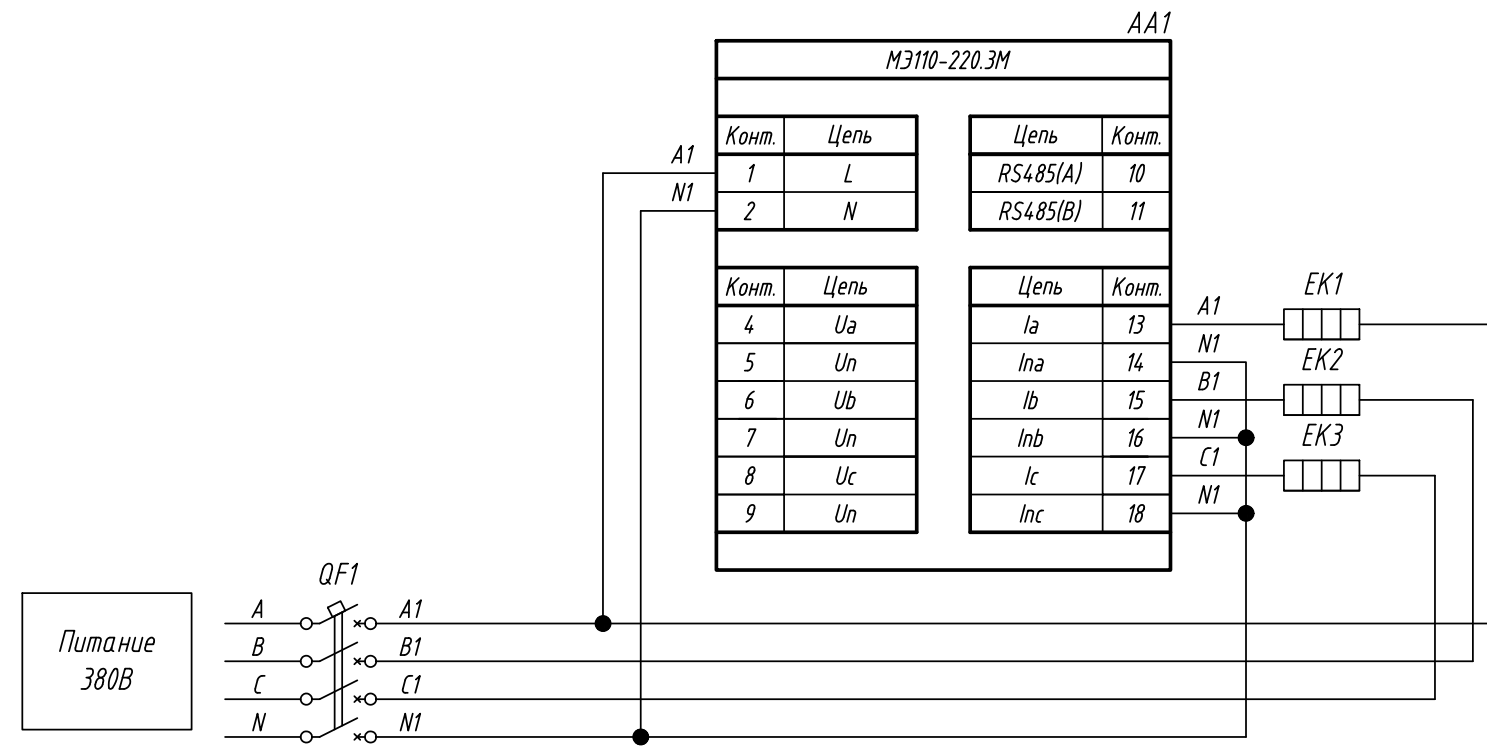 AA1
МЭ110-220.3М
Конт. Цепь Цепь Конт.
A1
1 L RS485(A) 10
N1
2 N RS485(B) 11
Конт. Цепь Цепь Конт.
EK1
4 Ua Ia 13 A1
5 Un Ina 14 N1
EK2
6 Ub Ib 15 B1
7 Un Inb 16 N1
EK3
8 Uc Ic 17 C1
9 Un Inc 18 N1
QF1
Питание
380В
A A1
B B1
C C1
N N1